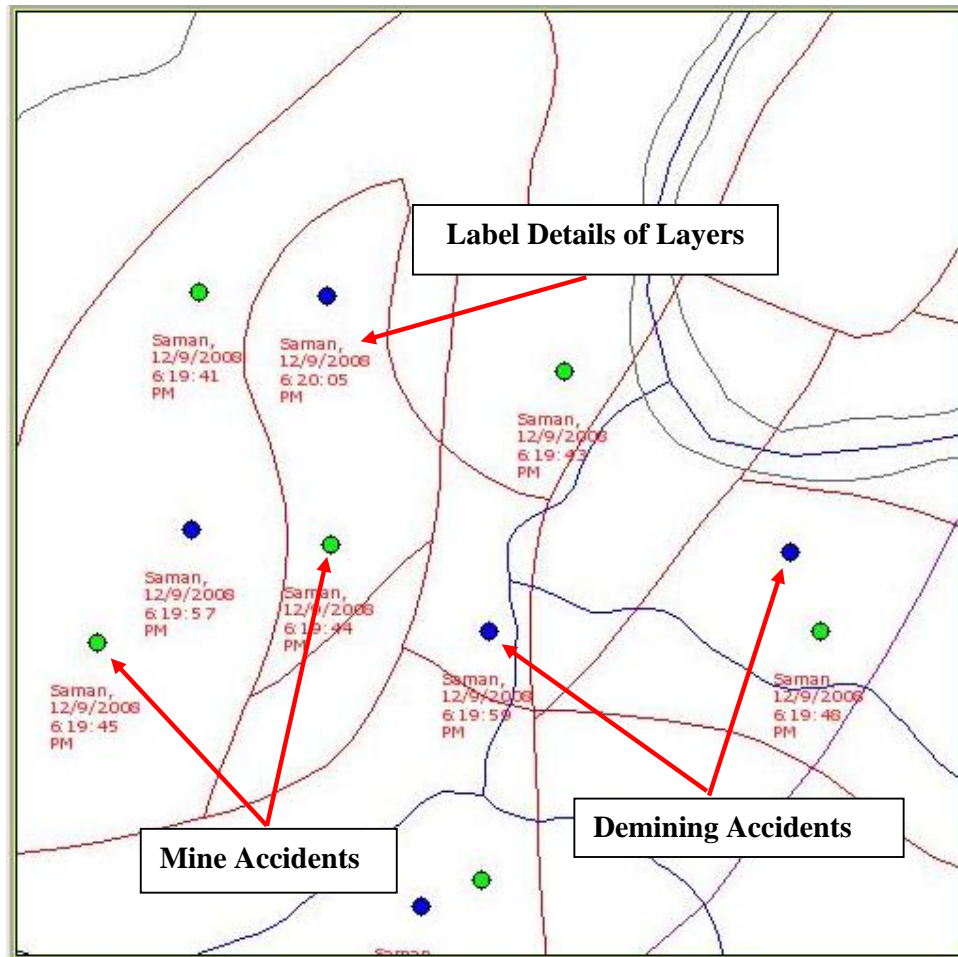 Label Details of Layers
Saman,
12/9/2008
6:19:41
PM
Saman,
12/9/2008
6:20:05
PM
Saman,
12/9/2008
6:19:43
PM
Saman,
12/9/2008
6:19:57
PM
Saman,
12/9/2008
6:19:44
PM
Saman,
12/9/2008
6:19:45
PM
Saman,
12/9/2008
6:19:59
PM
Saman,
12/9/2008
6:19:48
PM
Mine Accidents
Demining Accidents